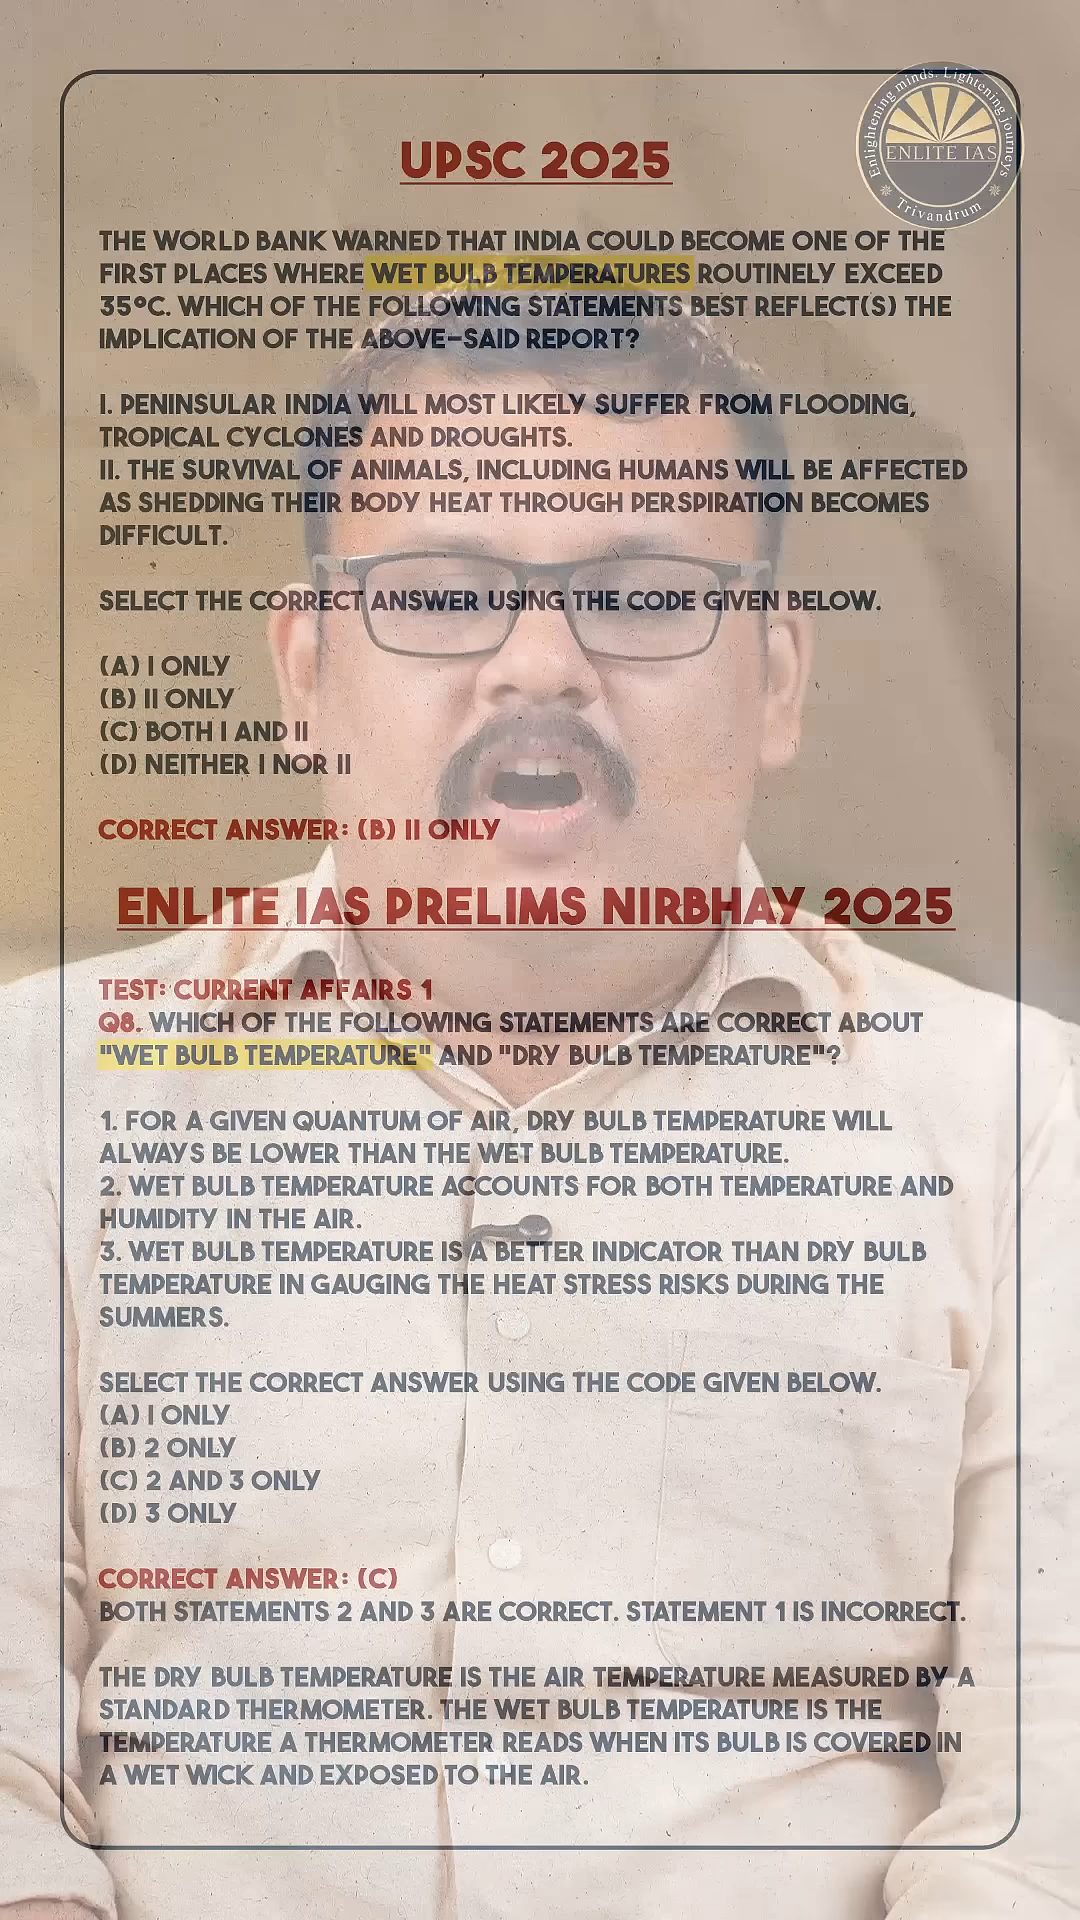 Enlightening minds. Lightening journeys
ENLITE IAS
Trivandrum
UPSC 2025
THE WORLD BANK WARNED THAT INDIA COULD BECOME ONE OF THE
FIRST PLACES WHERE WET BULB TEMPERATURES ROUTINELY EXCEED
35°C. WHICH OF THE FOLLOWING STATEMENTS BEST REFLECT(S) THE
IMPLICATION OF THE ABOVE-SAID REPORT?
I. PENINSULAR INDIA WILL MOST LIKELY SUFFER FROM FLOODING,
TROPICAL CYCLONES AND DROUGHTS.
II. THE SURVIVAL OF ANIMALS, INCLUDING HUMANS WILL BE AFFECTED
AS SHEDDING THEIR BODY HEAT THROUGH PERSPIRATION BECOMES
DIFFICULT.
SELECT THE CORRECT ANSWER USING THE CODE GIVEN BELOW.
(A) I ONLY
(B) II ONLY
(C) BOTH I AND II
(D) NEITHER I NOR II
CORRECT ANSWER: (B) II ONLY
ENLITE IAS PRELIMS NIRBHAY 2025
TEST: CURRENT AFFAIRS 1
Q8. WHICH OF THE FOLLOWING STATEMENTS ARE CORRECT ABOUT
"WET BULB TEMPERATURE" AND "DRY BULB TEMPERATURE"?
1. FOR A GIVEN QUANTUM OF AIR, DRY BULB TEMPERATURE WILL
ALWAYS BE LOWER THAN THE WET BULB TEMPERATURE.
2. WET BULB TEMPERATURE ACCOUNTS FOR BOTH TEMPERATURE AND
HUMIDITY IN THE AIR.
3. WET BULB TEMPERATURE IS A BETTER INDICATOR THAN DRY BULB
TEMPERATURE IN GAUGING THE HEAT STRESS RISKS DURING THE
SUMMERS.
SELECT THE CORRECT ANSWER USING THE CODE GIVEN BELOW.
(A) I ONLY
(B) 2 ONLY
(C) 2 AND 3 ONLY
(D) 3 ONLY
CORRECT ANSWER: (C)
BOTH STATEMENTS 2 AND 3 ARE CORRECT. STATEMENT 1 IS INCORRECT.
THE DRY BULB TEMPERATURE IS THE AIR TEMPERATURE MEASURED BY A
STANDARD THERMOMETER. THE WET BULB TEMPERATURE IS THE
TEMPERATURE A THERMOMETER READS WHEN ITS BULB IS COVERED IN
A WET WICK AND EXPOSED TO THE AIR.